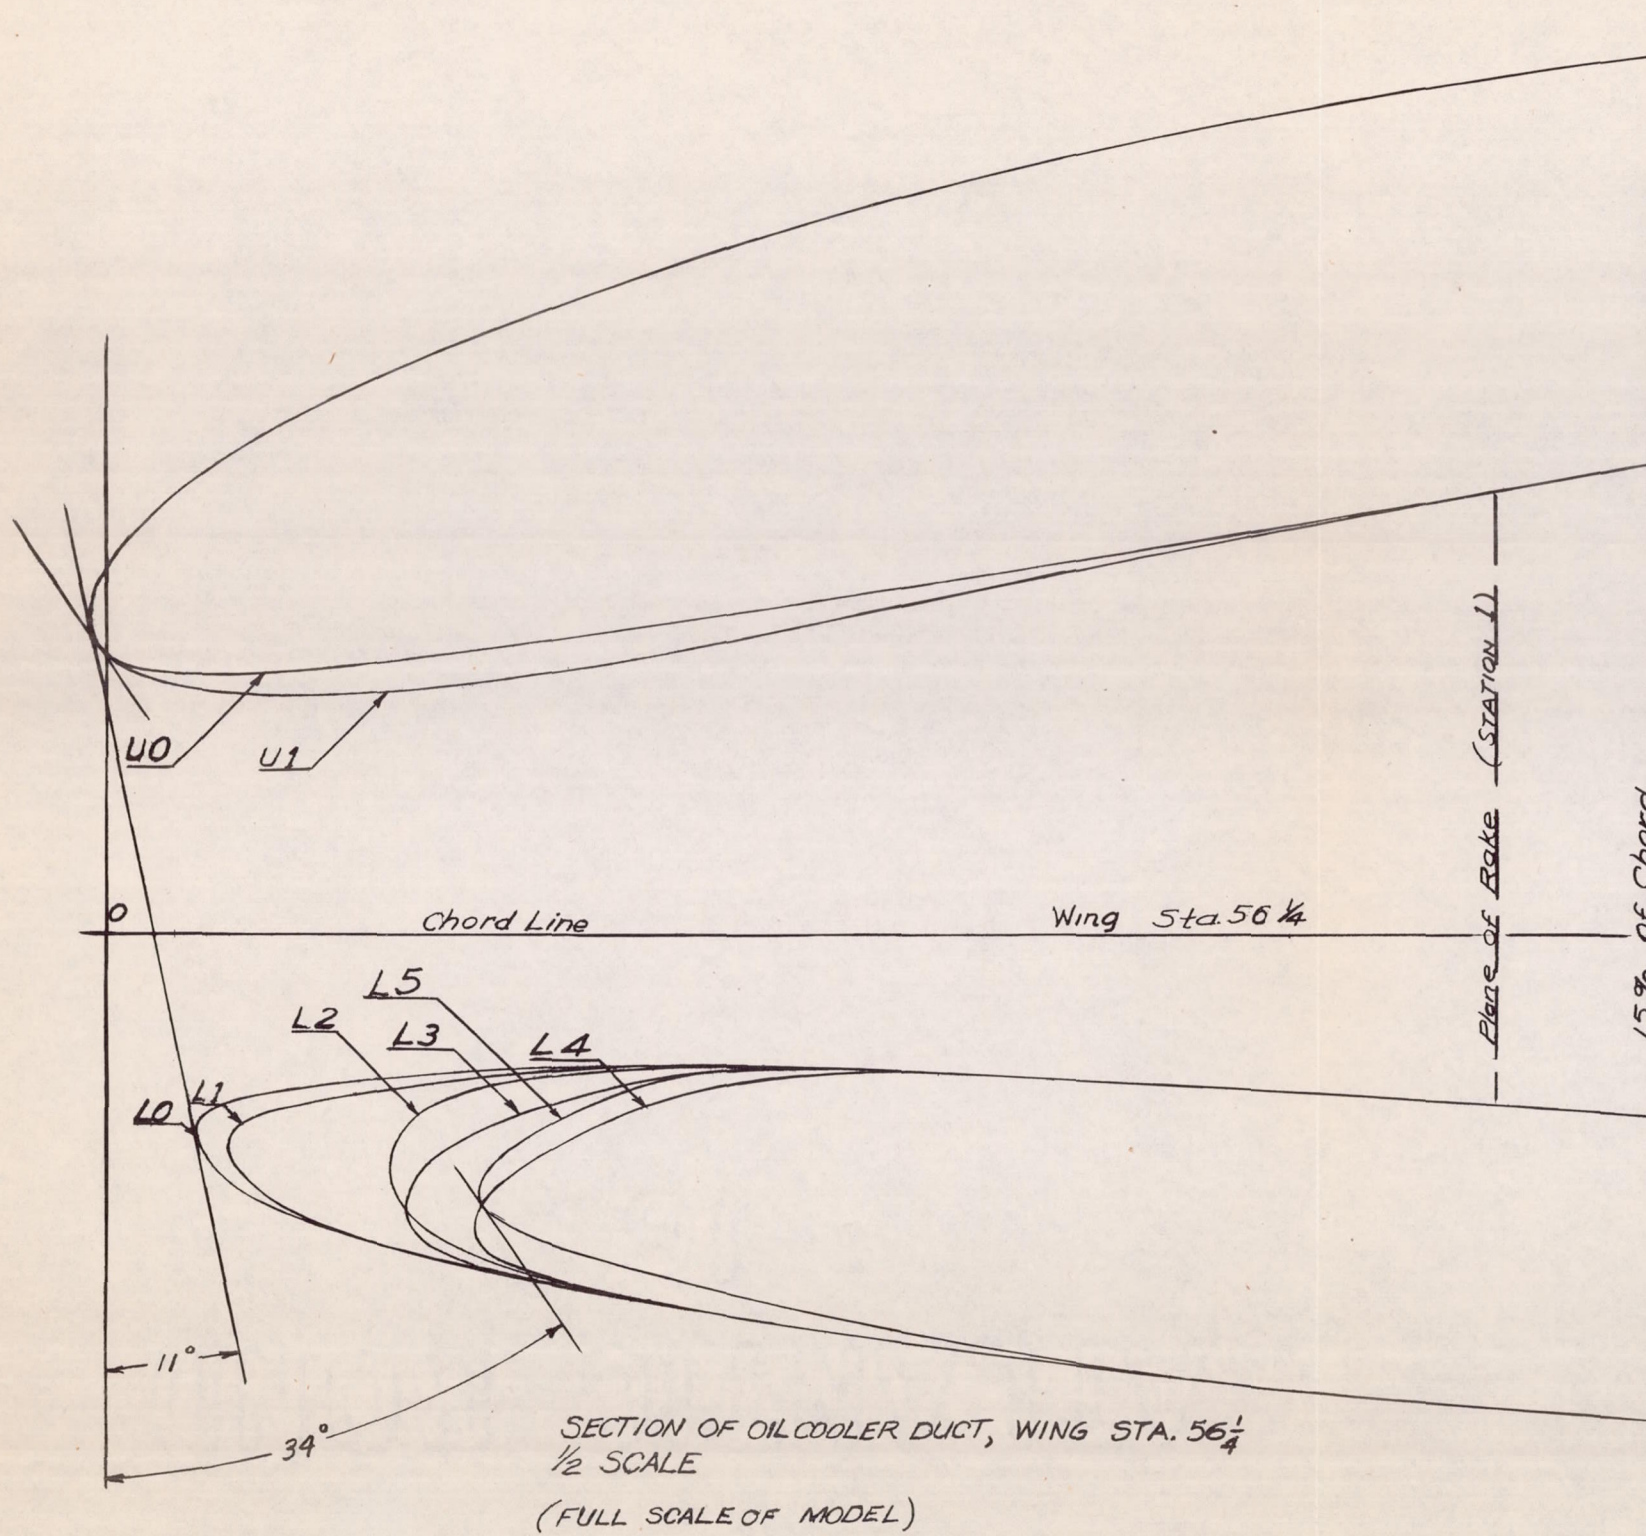 U0
U1
(STATION 1)
Plane of Rake
15% of Chord
0
Chord Line
Wing Sta. 56 ¼
L5
L2
L3
L4
L1
L0
11°
34°
SECTION OF OIL COOLER DUCT, WING STA. 56¼
½ SCALE
(FULL SCALE OF MODEL)